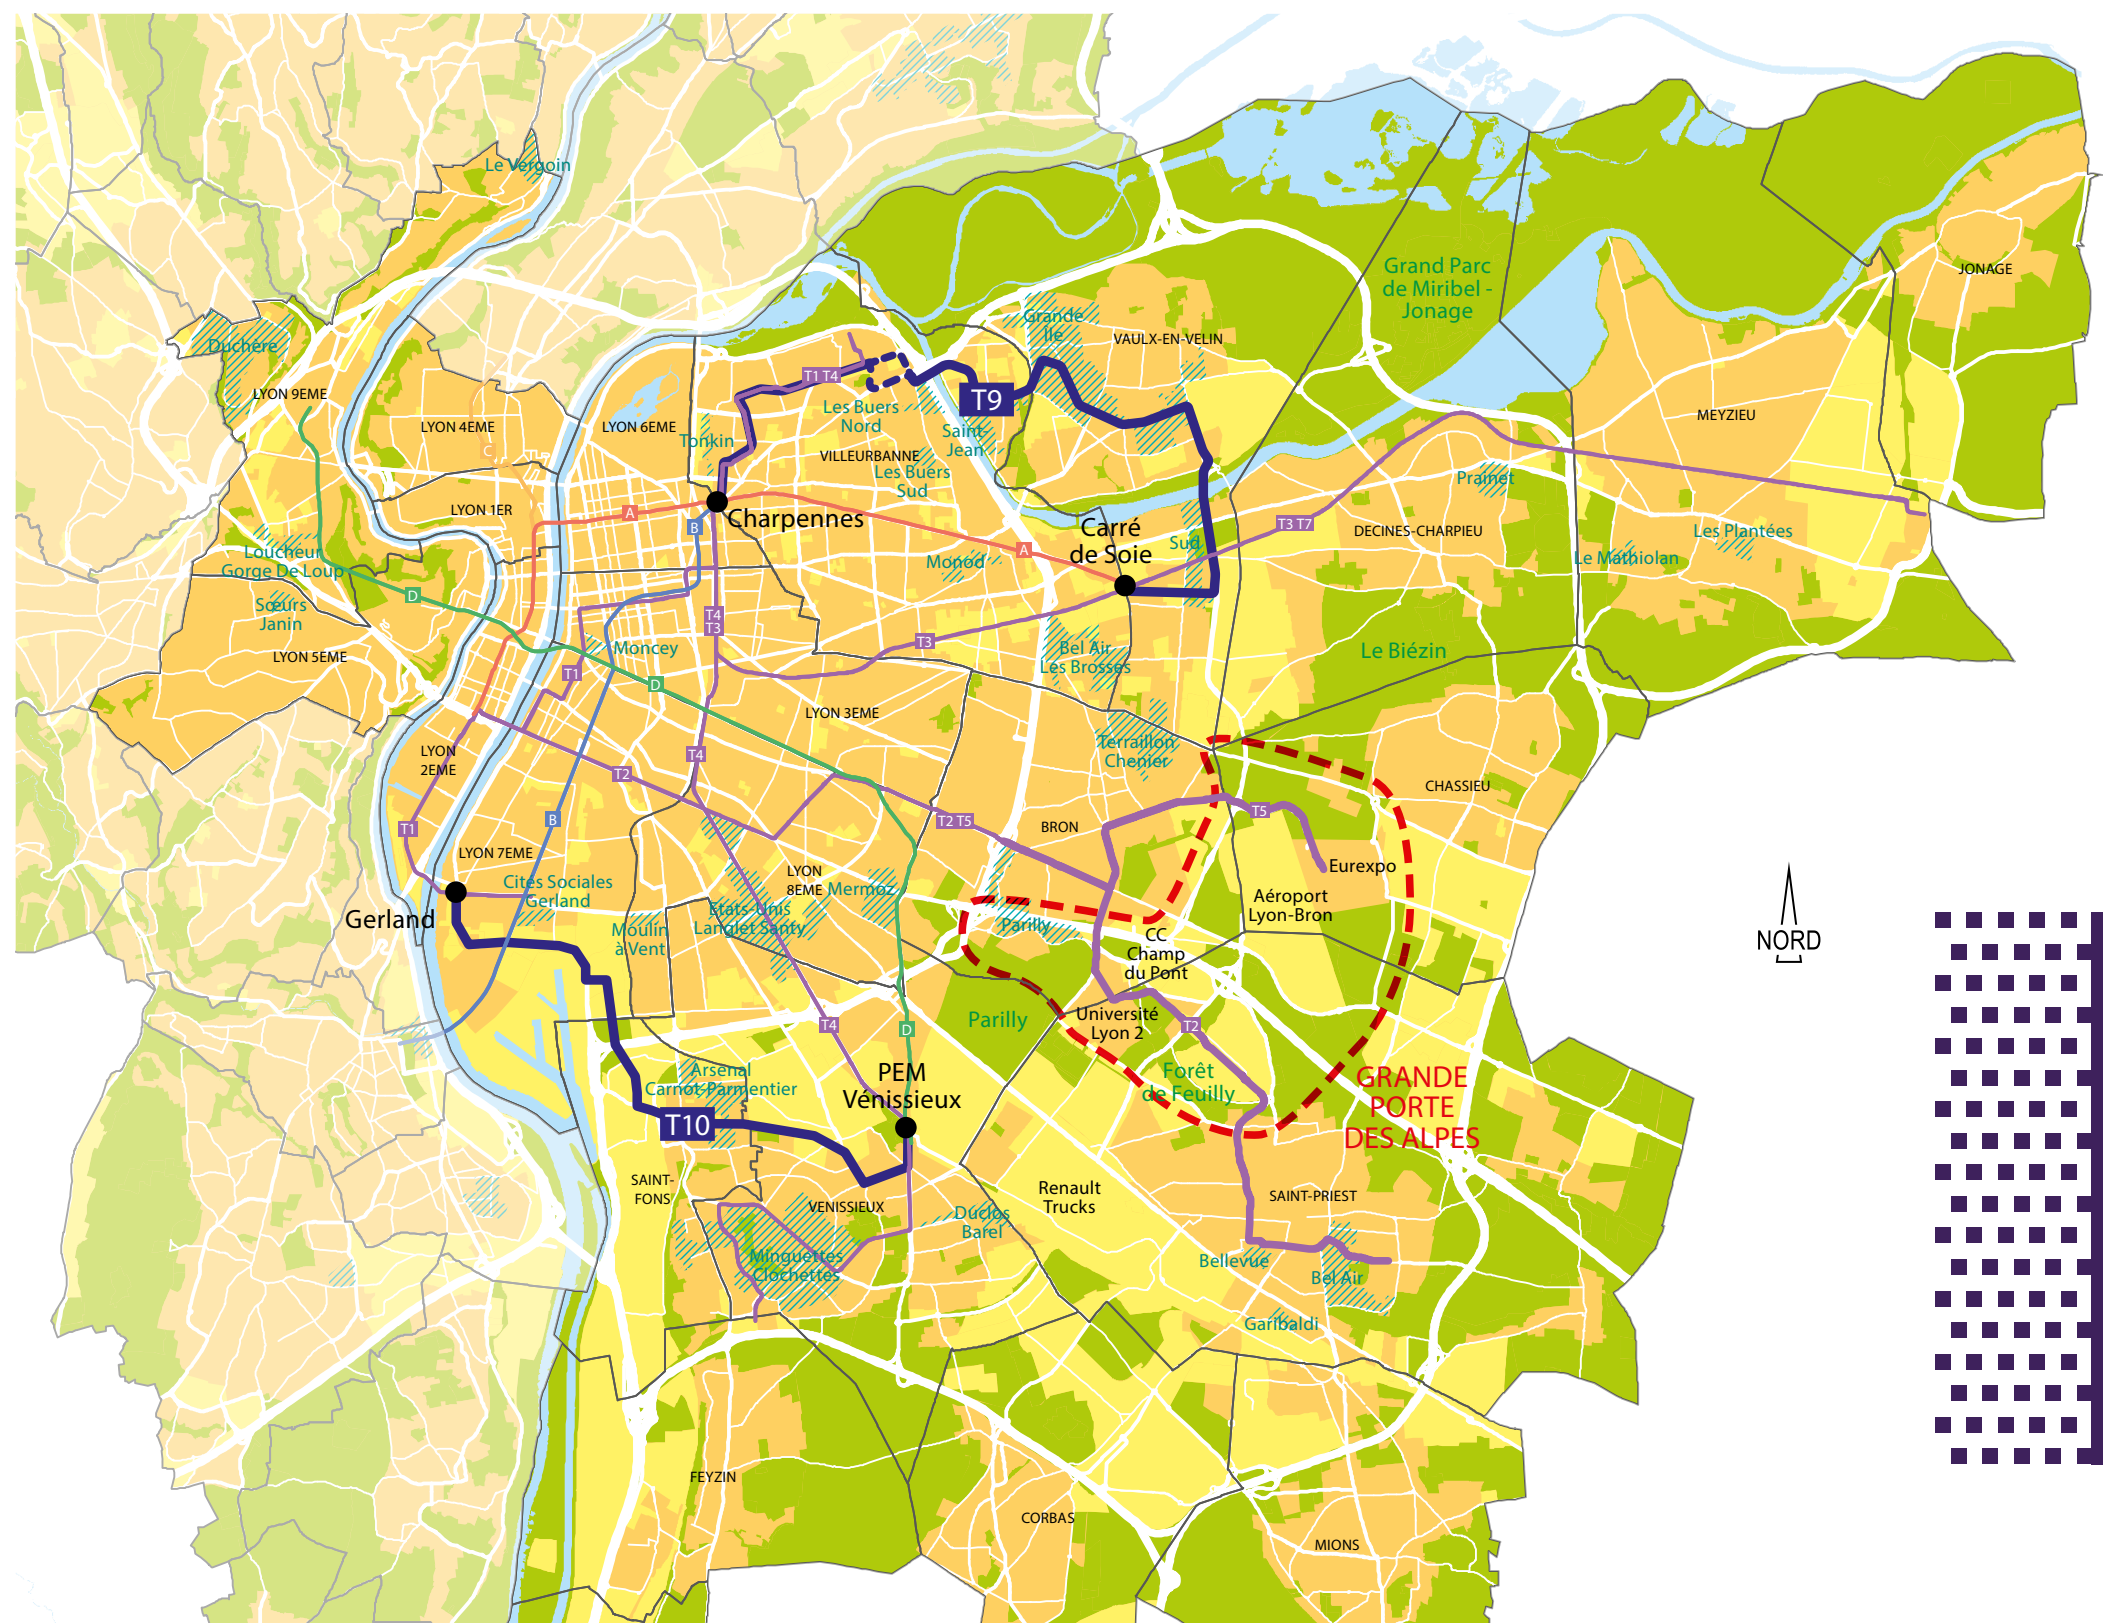 Le Vergoin
Duchère
LYON 9EME
LYON 4EME
C
LYON 6EME
LYON 1ER
A
B
Tonkin
T1 T4
Les Buers
Nord
VILLEURBANNE
Les Buers
Sud
Saint-
Jean
T9
Grande
Ile
VAULX-EN-VELIN
Grand Parc
de Miribel -
Jonage
JONAGE
MEYZIEU
Prainet
T3 T7
DECINES-CHARPIEU
Les Plantées
Le Mathiolan
Charpennes
Carré
de Soie
A
Sud
Monod
Loucheur
Gorge De Loup
D
Sœurs
Janin
LYON 5EME
Moncey
T4
T3
T3
T1
D
Bel Air
Les Brosses
Le Biézin
LYON 3EME
LYON
2EME
T4
T2
Terraillon
Chenier
CHASSIEU
T1
B
T2 T5
BRON
T5
LYON 7EME
LYON
8EME
Mermoz
Eurexpo
Cités Sociales
Gerland
Gerland
Moulin
à Vent
Etats-Unis
Langlet Santy
Parilly
Aéroport
Lyon-Bron
CC
Champ
du Pont
NORD
T4
D
Parilly
Université
Lyon 2
T2
Forêt
de Feuilly
GRANDE
PORTE
DES ALPES
Arsenal
Carnot-Parmentier
PEM
Vénissieux
T10
SAINT-
FONS
VENISSIEUX
Duclos
Barel
Renault
Trucks
SAINT-PRIEST
Minguettes
Clochettes
Bellevue
Bel Air
Garibaldi
FEYZIN
CORBAS
MIONS